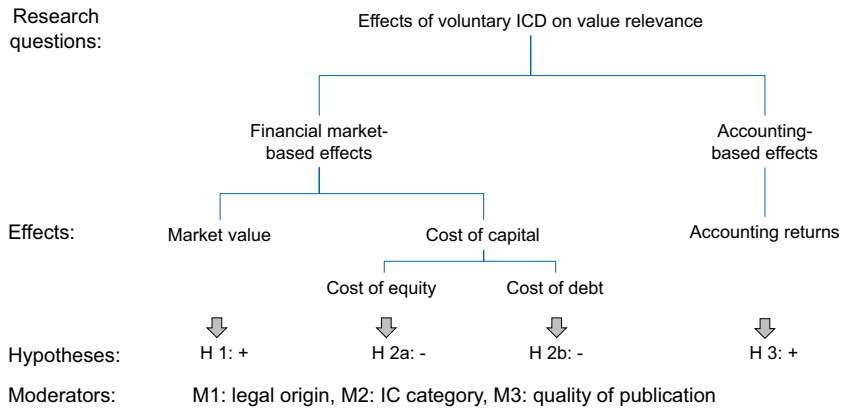 Research
questions:
Effects of voluntary ICD on value relevance
Financial market-
based effects
Accounting-
based effects
Effects:
Market value
Cost of capital
Accounting returns
Cost of equity
Cost of debt
Hypotheses:
H 1: +
H 2a: -
H 2b: -
H 3: +
Moderators:
M1: legal origin, M2: IC category, M3: quality of publication